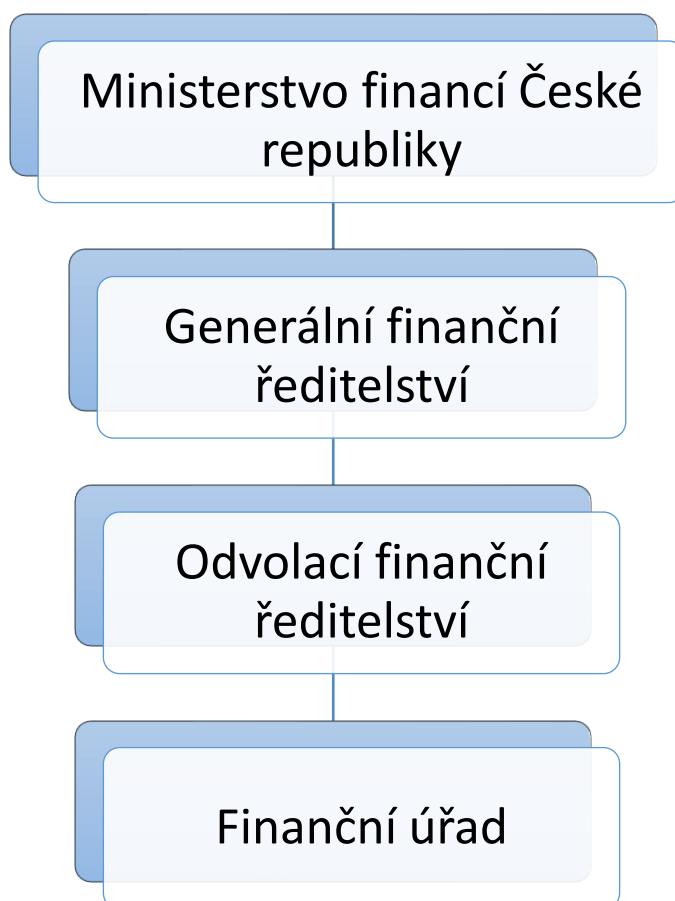 Ministerstvo financí České
republiky
Generální finanční
ředitelství
Odvolací finanční
ředitelství
Finanční úřad